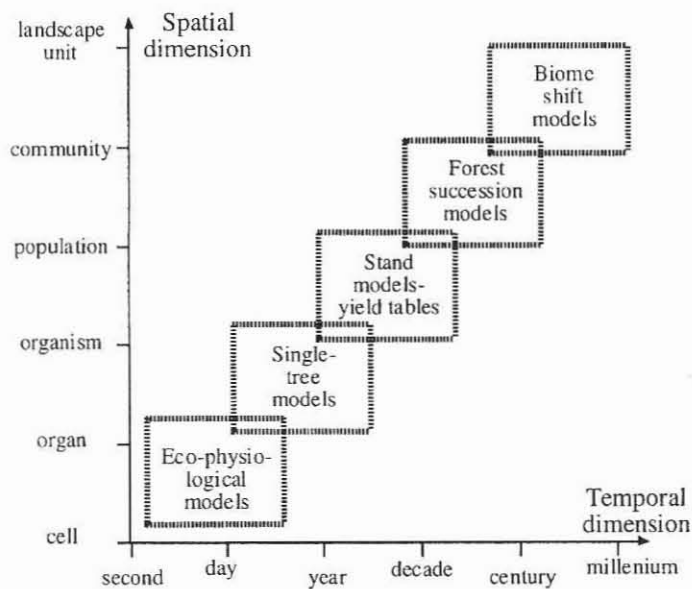 landscape
unit
Spatial
dimension
Biome
shift
models
community
Forest
succession
models
population
Stand
models-
yield tables
organism
Single-
tree
models
organ
Eco-physio-
logical
models
cell
Temporal
dimension
second
day
year
decade
century
millenium